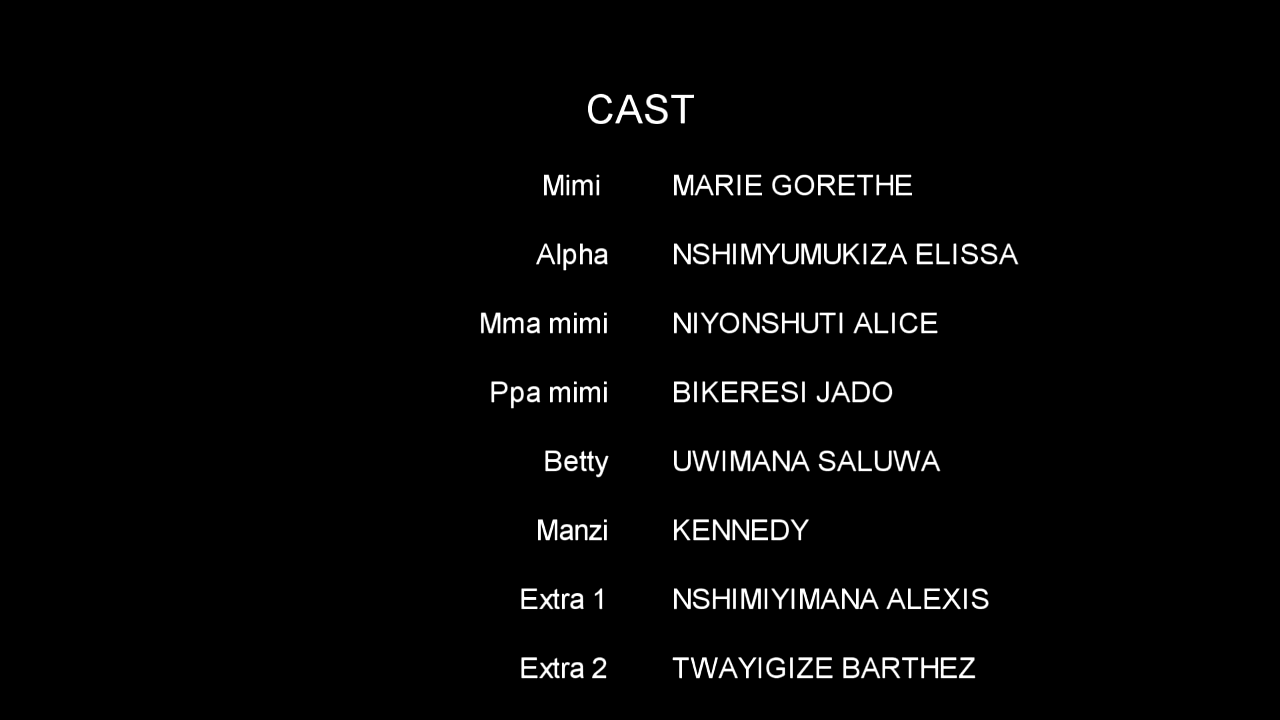 CAST
Mimi MARIE GORETHE
Alpha NSHIMYUMUKIZA ELISSA
Mma mimi NIYONSHUTI ALICE
Ppa mimi BIKERESI JADO
Betty UWIMANA SALUWA
Manzi KENNEDY
Extra 1 NSHIMIYIMANA ALEXIS
Extra 2 TWAYIGIZE BARTHEZ